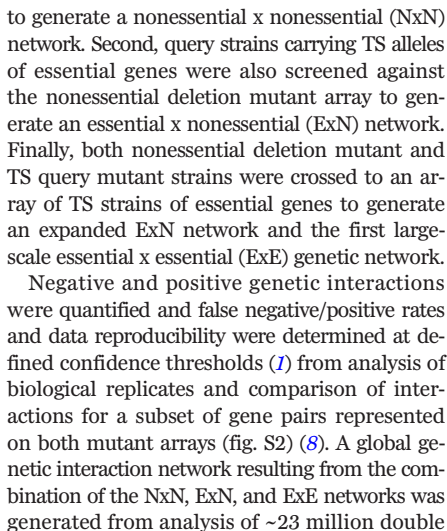 to generate a nonessential x nonessential (NxN)
network. Second, query strains carrying TS alleles
of essential genes were also screened against
the nonessential deletion mutant array to gen-
erate an essential x nonessential (ExN) network.
Finally, both nonessential deletion mutant and
TS query mutant strains were crossed to an ar-
ray of TS strains of essential genes to generate
an expanded ExN network and the first large-
scale essential x essential (ExE) genetic network.
Negative and positive genetic interactions
were quantified and false negative/positive rates
and data reproducibility were determined at de-
fined confidence thresholds (1) from analysis of
biological replicates and comparison of inter-
actions for a subset of gene pairs represented
on both mutant arrays (fig. S2) (8). A global ge-
netic interaction network resulting from the com-
bination of the NxN, ExN, and ExE networks was
generated from analysis of ~23 million double